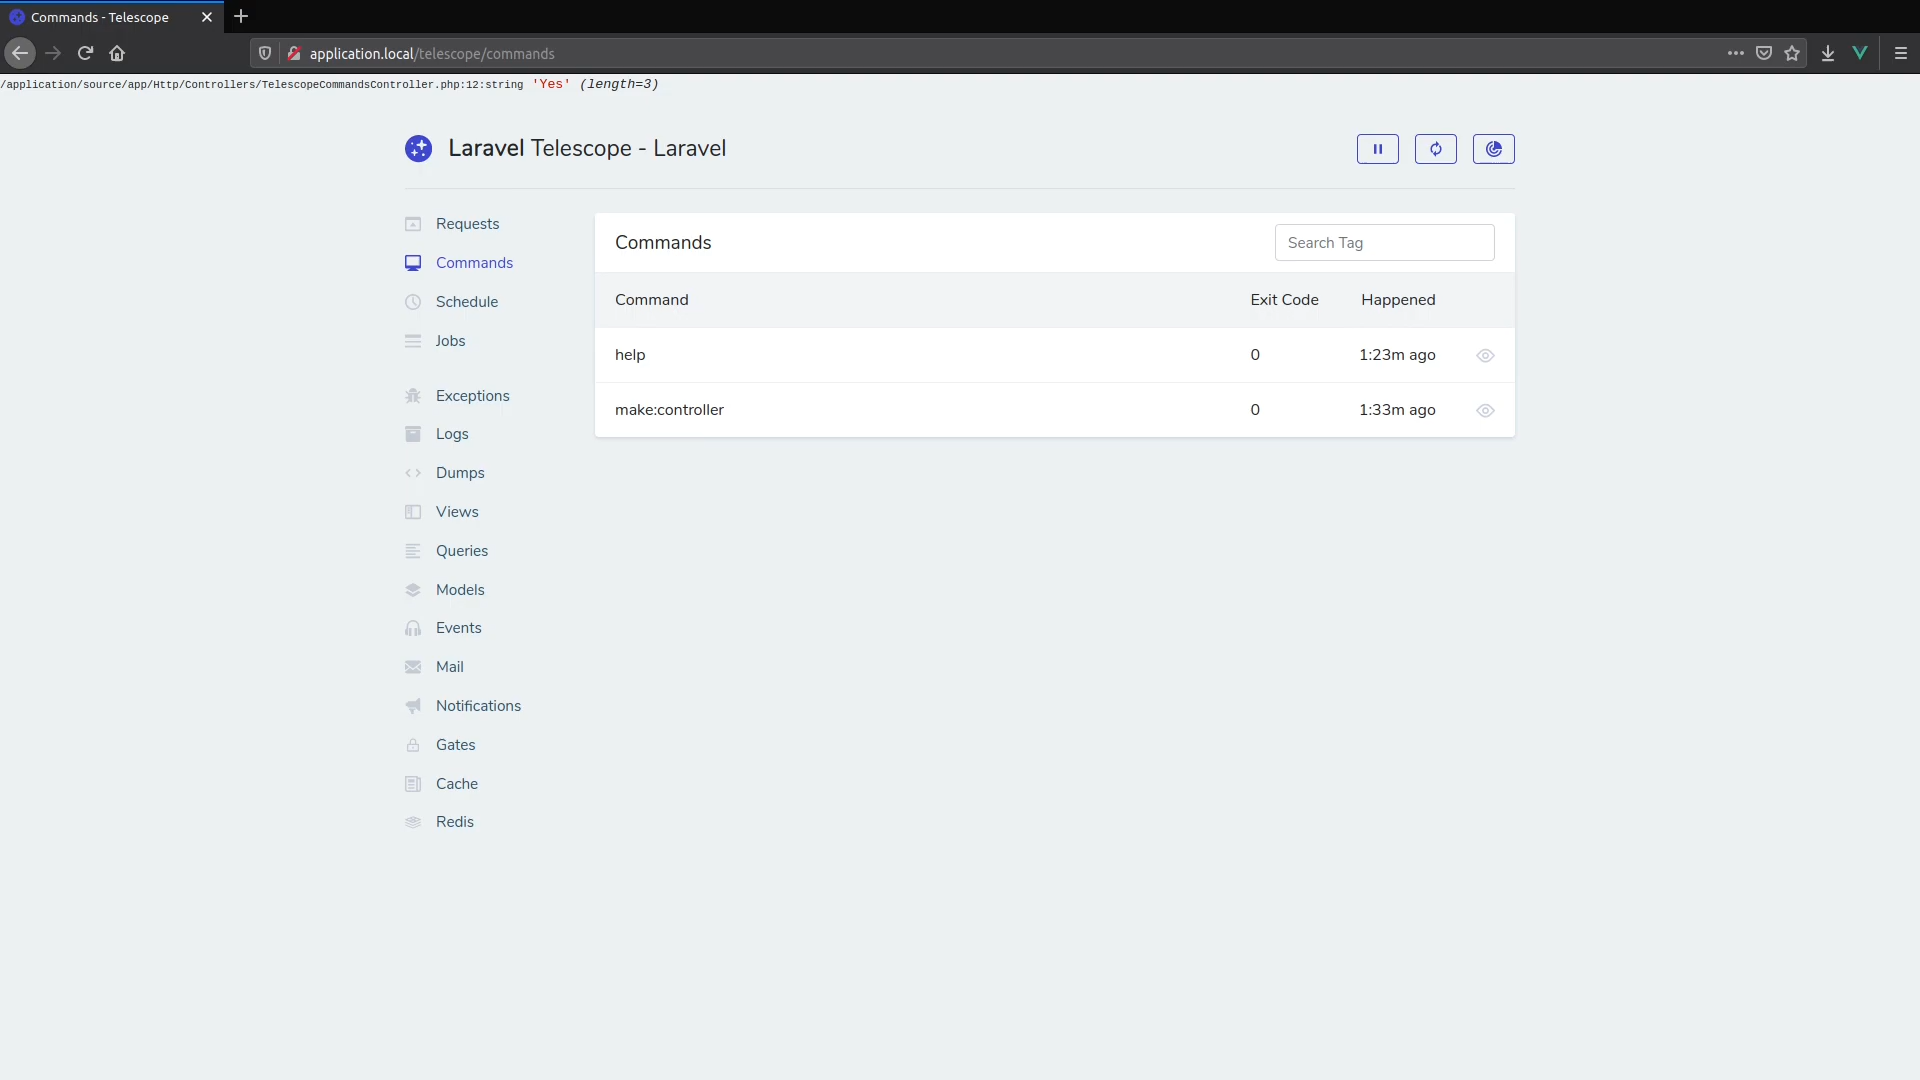 Commands - Telescope
application.local/telescope/commands
/application/source/app/Http/Controllers/TelescopeCommandsController.php:12:string 'Yes' (length=3)
Laravel Telescope - Laravel
Requests
Commands
Schedule
Jobs
Exceptions
Logs
Dumps
Views
Queries
Models
Events
Mail
Notifications
Gates
Cache
Redis
Commands
Search Tag
Command Exit Code Happened
help 0 1:23m ago
make:controller 0 1:33m ago